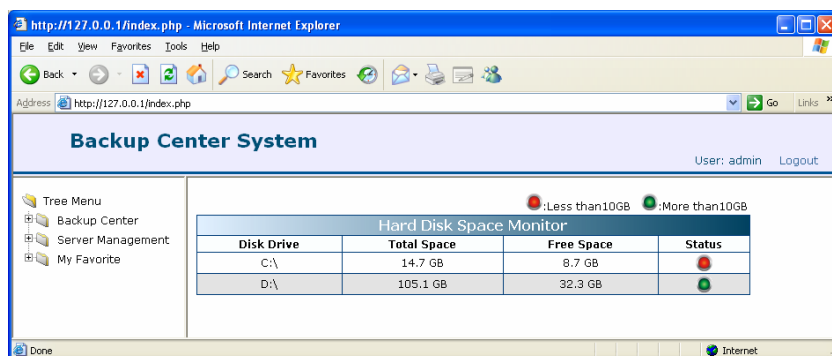 http://127.0.0.1/index.php - Microsoft Internet Explorer
File Edit View Favorites Tools Help
Back Search Favorites
Address http://127.0.0.1/index.php Go Links »
Backup Center System
User: admin Logout
Tree Menu
Backup Center
Server Management
My Favorite
:Less than10GB :More than10GB
Hard Disk Space Monitor
Disk Drive Total Space Free Space Status
C:\ 14.7 GB 8.7 GB
D:\ 105.1 GB 32.3 GB
Done Internet